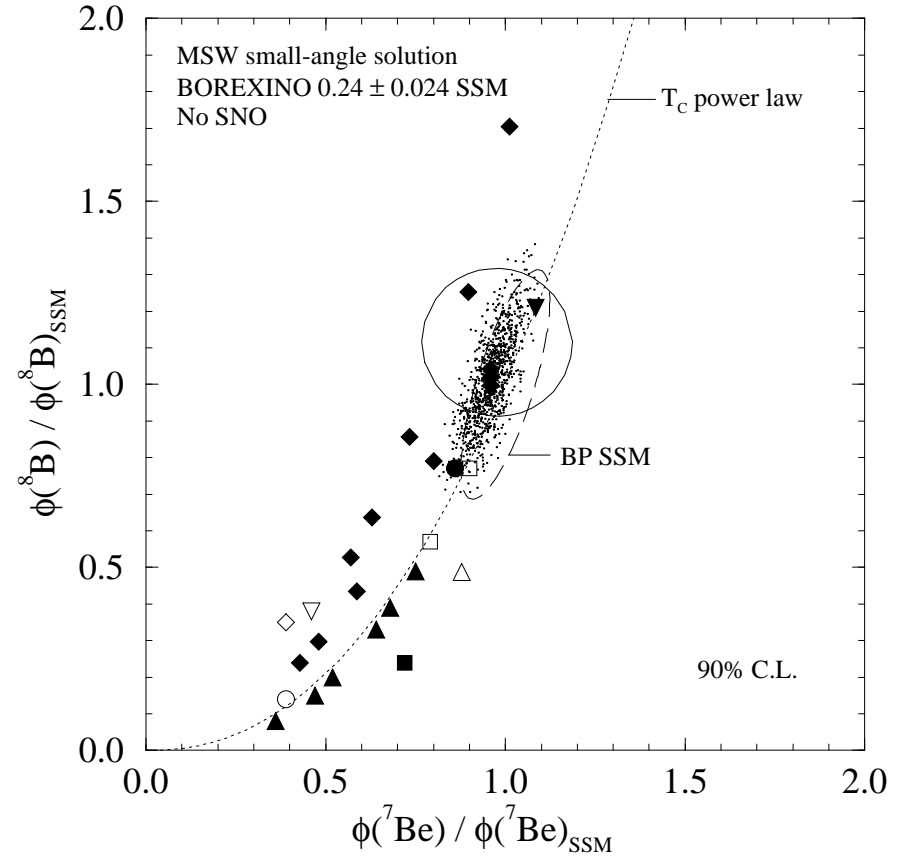 MSW small-angle solution
BOREXINO 0.24 ± 0.024 SSM
No SNO
T_C power law
BP SSM
90% C.L.
2.0
1.5
1.0
0.5
0.0
0.0 0.5 1.0 1.5 2.0
ϕ(⁸B) / ϕ(⁸B)_SSM
ϕ(⁷Be) / ϕ(⁷Be)_SSM